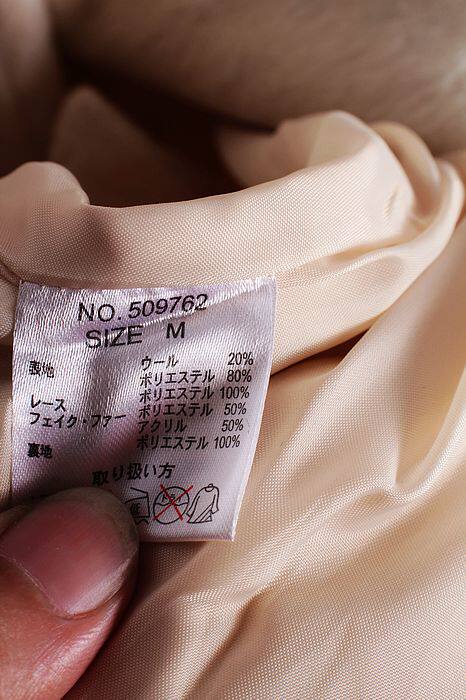 NO. 509762
SIZE M
表地 ウール 20%
ポリエステル 80%
レース ポリエステル 100%
フェイク・ファー ポリエステル 50%
アクリル 50%
裏地 ポリエステル 100%
取り扱い方
低